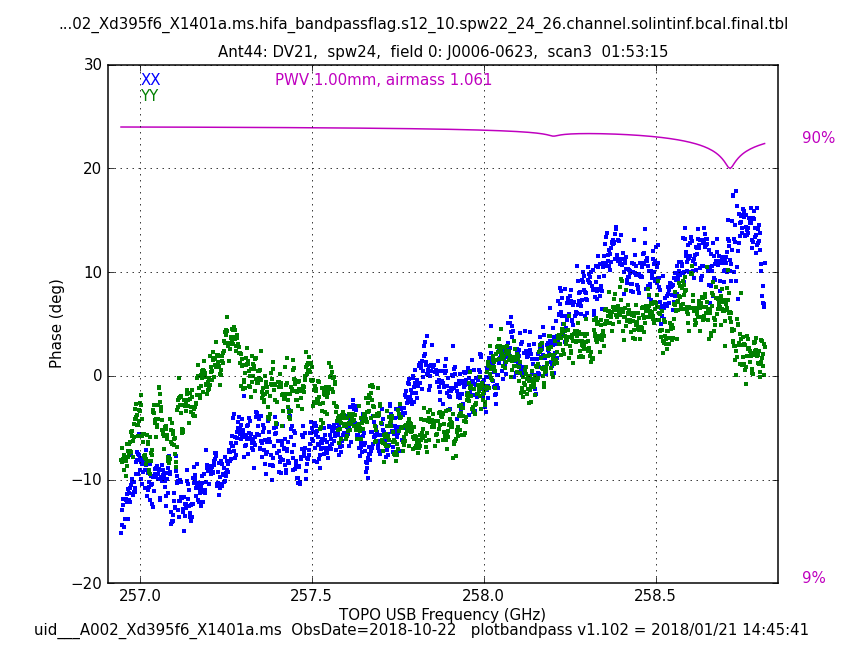 ...02_Xd395f6_X1401a.ms.hifa_bandpassflag.s12_10.spw22_24_26.channel.solintinf.bcal.final.tbl
Ant44: DV21, spw24, field 0: J0006-0623, scan3 01:53:15
30
XX
PWV 1.00mm, airmass 1.061
YY
90%
20
10
Phase (deg)
0
−10
−20
9%
257.0
257.5
258.0
258.5
TOPO USB Frequency (GHz)
uid___A002_Xd395f6_X1401a.ms ObsDate=2018-10-22 plotbandpass v1.102 = 2018/01/21 14:45:41